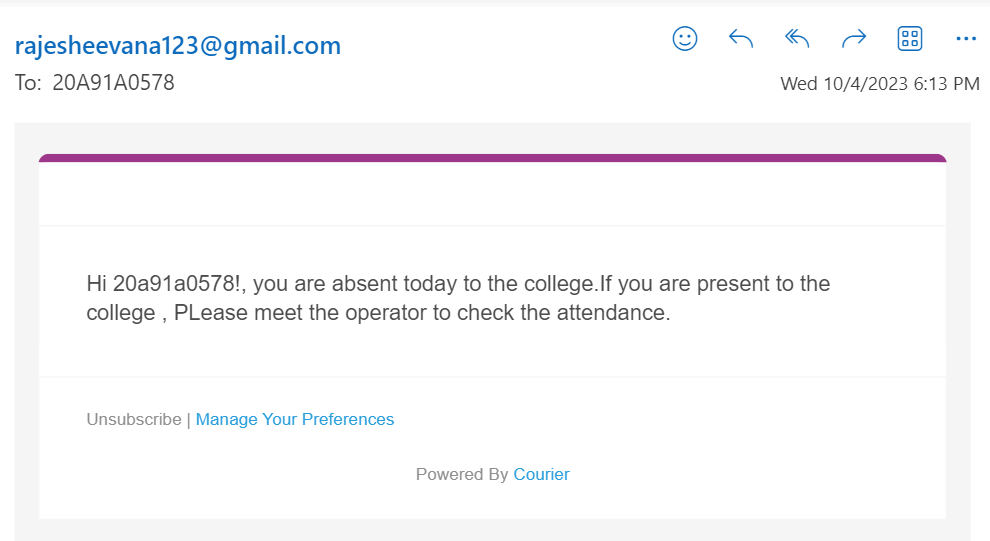 rajesheevana123@gmail.com
To: 20A91A0578
Wed 10/4/2023 6:13 PM
Hi 20a91a0578!, you are absent today to the college.If you are present to the
college , PLease meet the operator to check the attendance.
Unsubscribe | Manage Your Preferences
Powered By Courier